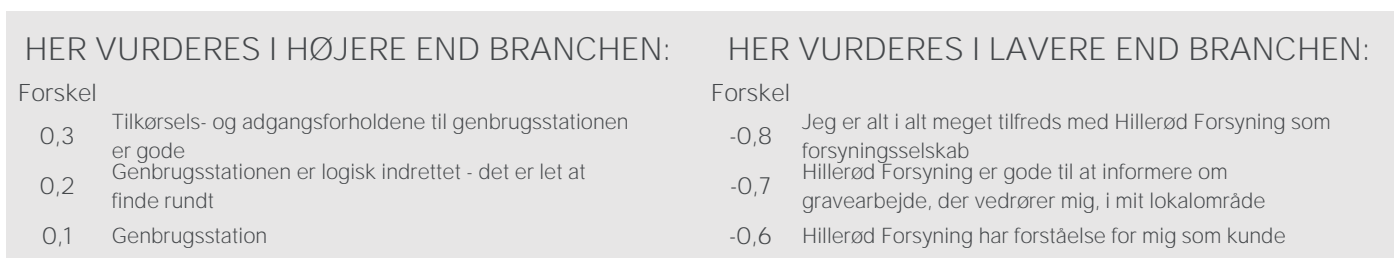 HER VURDERES I HØJERE END BRANCHEN:
Forskel
0,3 Tilkørsels- og adgangsforholdene til genbrugsstationen
er gode
0,2 Genbrugsstationen er logisk indrettet - det er let at
finde rundt
0,1 Genbrugsstation
HER VURDERES I LAVERE END BRANCHEN:
Forskel
-0,8 Jeg er alt i alt meget tilfreds med Hillerød Forsyning som
forsyningsselskab
-0,7 Hillerød Forsyning er gode til at informere om
gravearbejde, der vedrører mig, i mit lokalområde
-0,6 Hillerød Forsyning har forståelse for mig som kunde